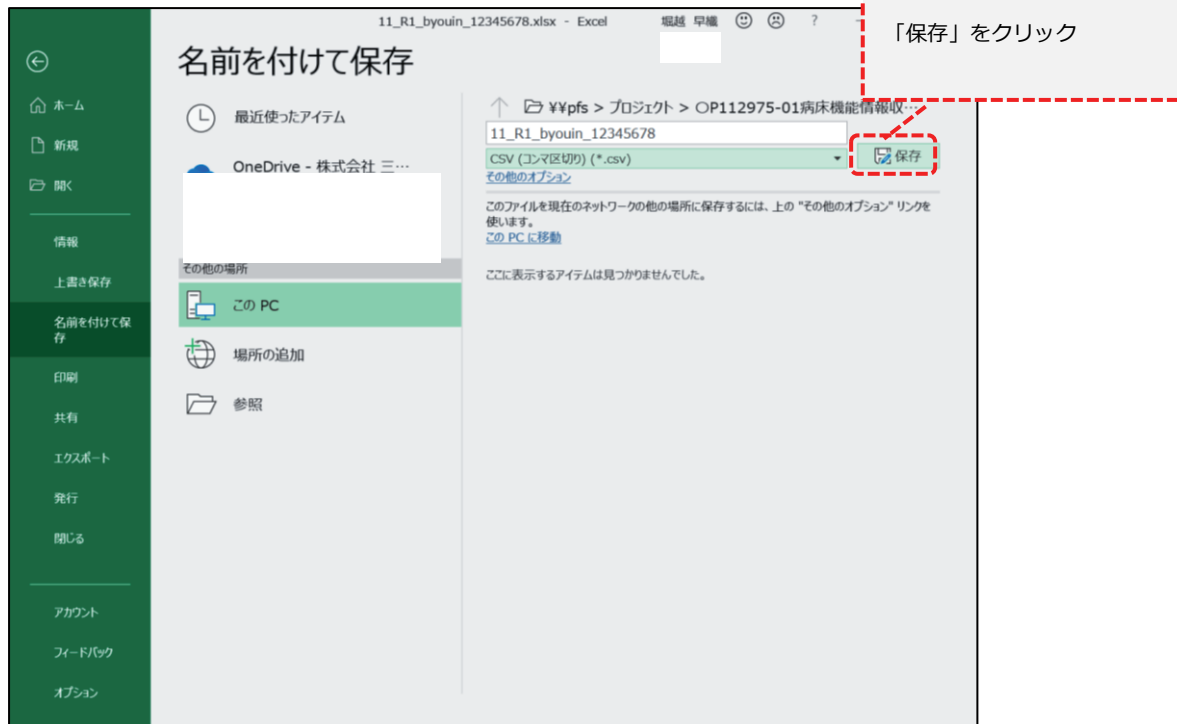 11_R1_byouin_12345678.xlsx - Excel
堀越 早織
?
「保存」をクリック
名前を付けて保存
ホーム
新規
開く
情報
上書き保存
名前を付けて保
存
印刷
共有
エクスポート
発行
閉じる
アカウント
フィードバック
オプション
最近使ったアイテム
OneDrive - 株式会社 三…
その他の場所
この PC
場所の追加
参照
¥¥pfs > プロジェクト > OP112975-01病床機能情報収…
11_R1_byouin_12345678
CSV (コンマ区切り) (*.csv)
保存
その他のオプション
このファイルを現在のネットワークの他の場所に保存するには、上の "その他のオプション" リンクを
使います。
この PC に移動
ここに表示するアイテムは見つかりませんでした。